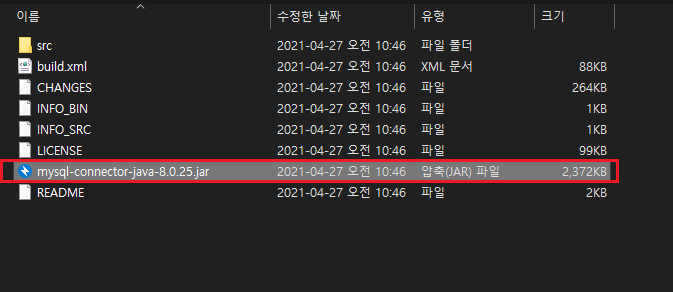 이름 수정한 날짜 유형 크기
src 2021-04-27 오전 10:46 파일 폴더
build.xml 2021-04-27 오전 10:46 XML 문서 88KB
CHANGES 2021-04-27 오전 10:46 파일 264KB
INFO_BIN 2021-04-27 오전 10:46 파일 1KB
INFO_SRC 2021-04-27 오전 10:46 파일 1KB
LICENSE 2021-04-27 오전 10:46 파일 99KB
mysql-connector-java-8.0.25.jar 2021-04-27 오전 10:46 압축(JAR) 파일 2,372KB
README 2021-04-27 오전 10:46 파일 2KB